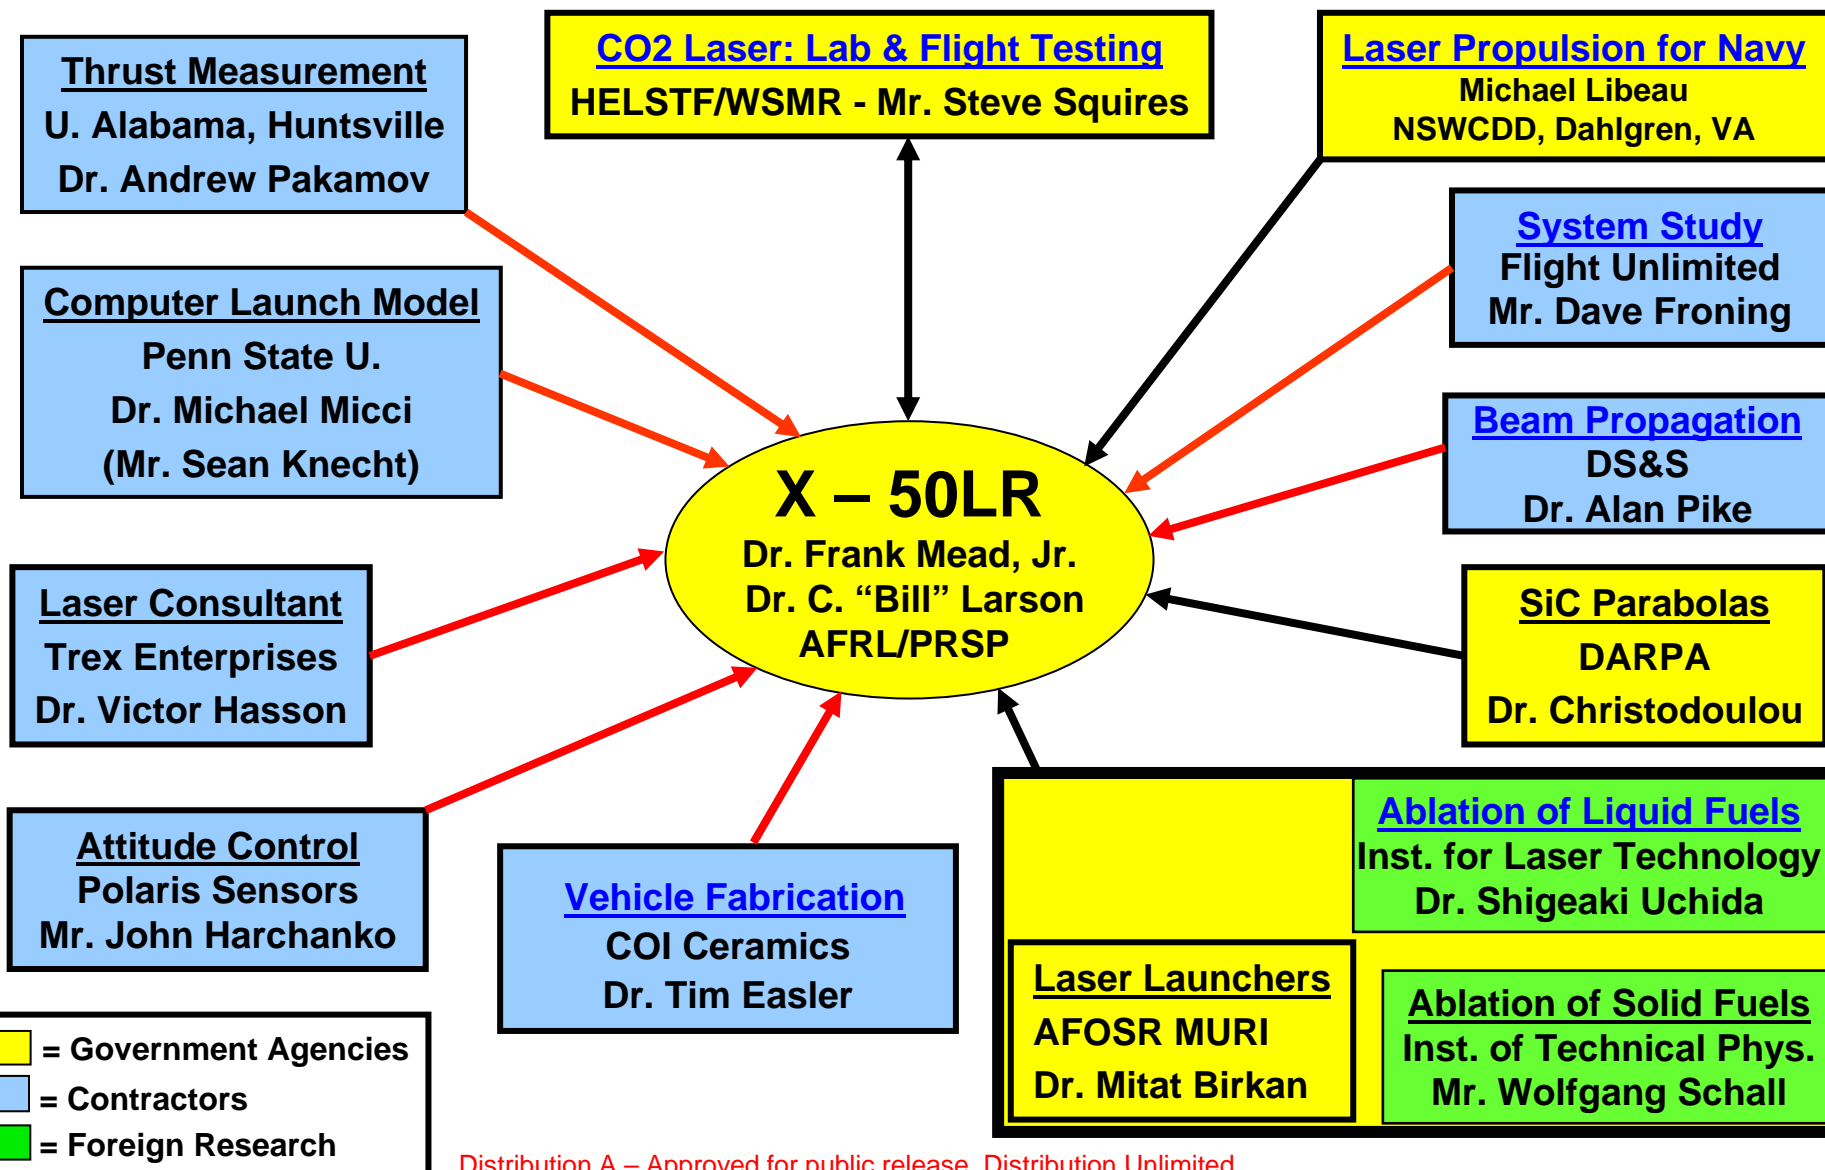 Thrust Measurement
U. Alabama, Huntsville
Dr. Andrew Pakamov
CO2 Laser: Lab & Flight Testing
HELSTF/WSMR - Mr. Steve Squires
Laser Propulsion for Navy
Michael Libeau
NSWCDD, Dahlgren, VA
System Study
Flight Unlimited
Mr. Dave Froning
Computer Launch Model
Penn State U.
Dr. Michael Micci
(Mr. Sean Knecht)
Beam Propagation
DS&S
Dr. Alan Pike
X – 50LR
Dr. Frank Mead, Jr.
Dr. C. “Bill” Larson
AFRL/PRSP
Laser Consultant
Trex Enterprises
Dr. Victor Hasson
SiC Parabolas
DARPA
Dr. Christodoulou
Attitude Control
Polaris Sensors
Mr. John Harchanko
Vehicle Fabrication
COI Ceramics
Dr. Tim Easler
Ablation of Liquid Fuels
Inst. for Laser Technology
Dr. Shigeaki Uchida
Laser Launchers
AFOSR MURI
Dr. Mitat Birkan
Ablation of Solid Fuels
Inst. of Technical Phys.
Mr. Wolfgang Schall
= Government Agencies
= Contractors
= Foreign Research
Distribution A – Approved for public release, Distribution Unlimited